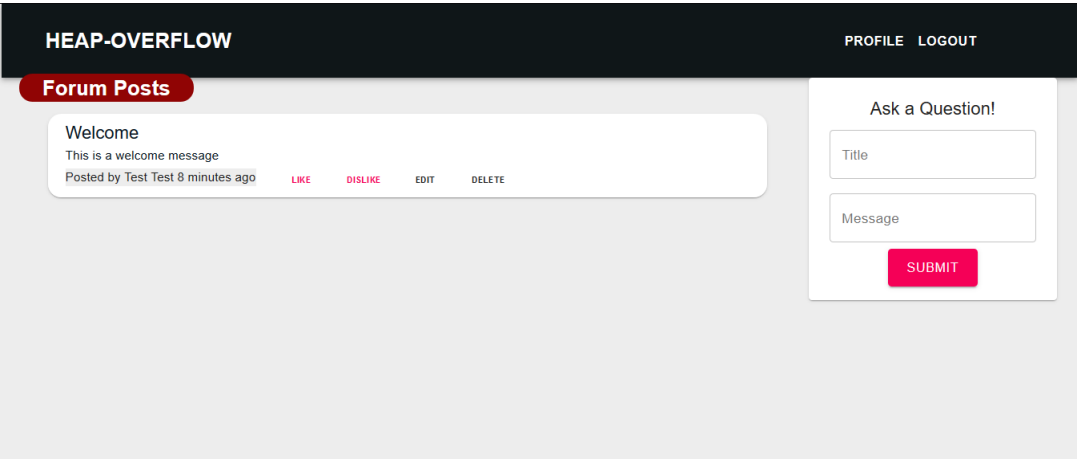 HEAP-OVERFLOW
PROFILE LOGOUT
Forum Posts
Welcome
This is a welcome message
Posted by Test Test 8 minutes ago LIKE DISLIKE EDIT DELETE
Ask a Question!
Title
Message
SUBMIT